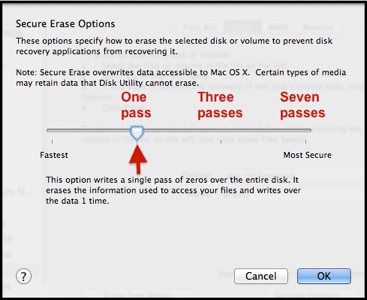 Secure Erase Options
These options specify how to erase the selected disk or volume to prevent disk
recovery applications from recovering it.
Note: Secure Erase overwrites data accessible to Mac OS X. Certain types of media
may retain data that Disk Utility cannot erase.
One Three Seven
pass passes passes
Fastest Most Secure
This option writes a single pass of zeros over the entire disk. It
erases the information used to access your files and writes over
the data 1 time.
? Cancel OK